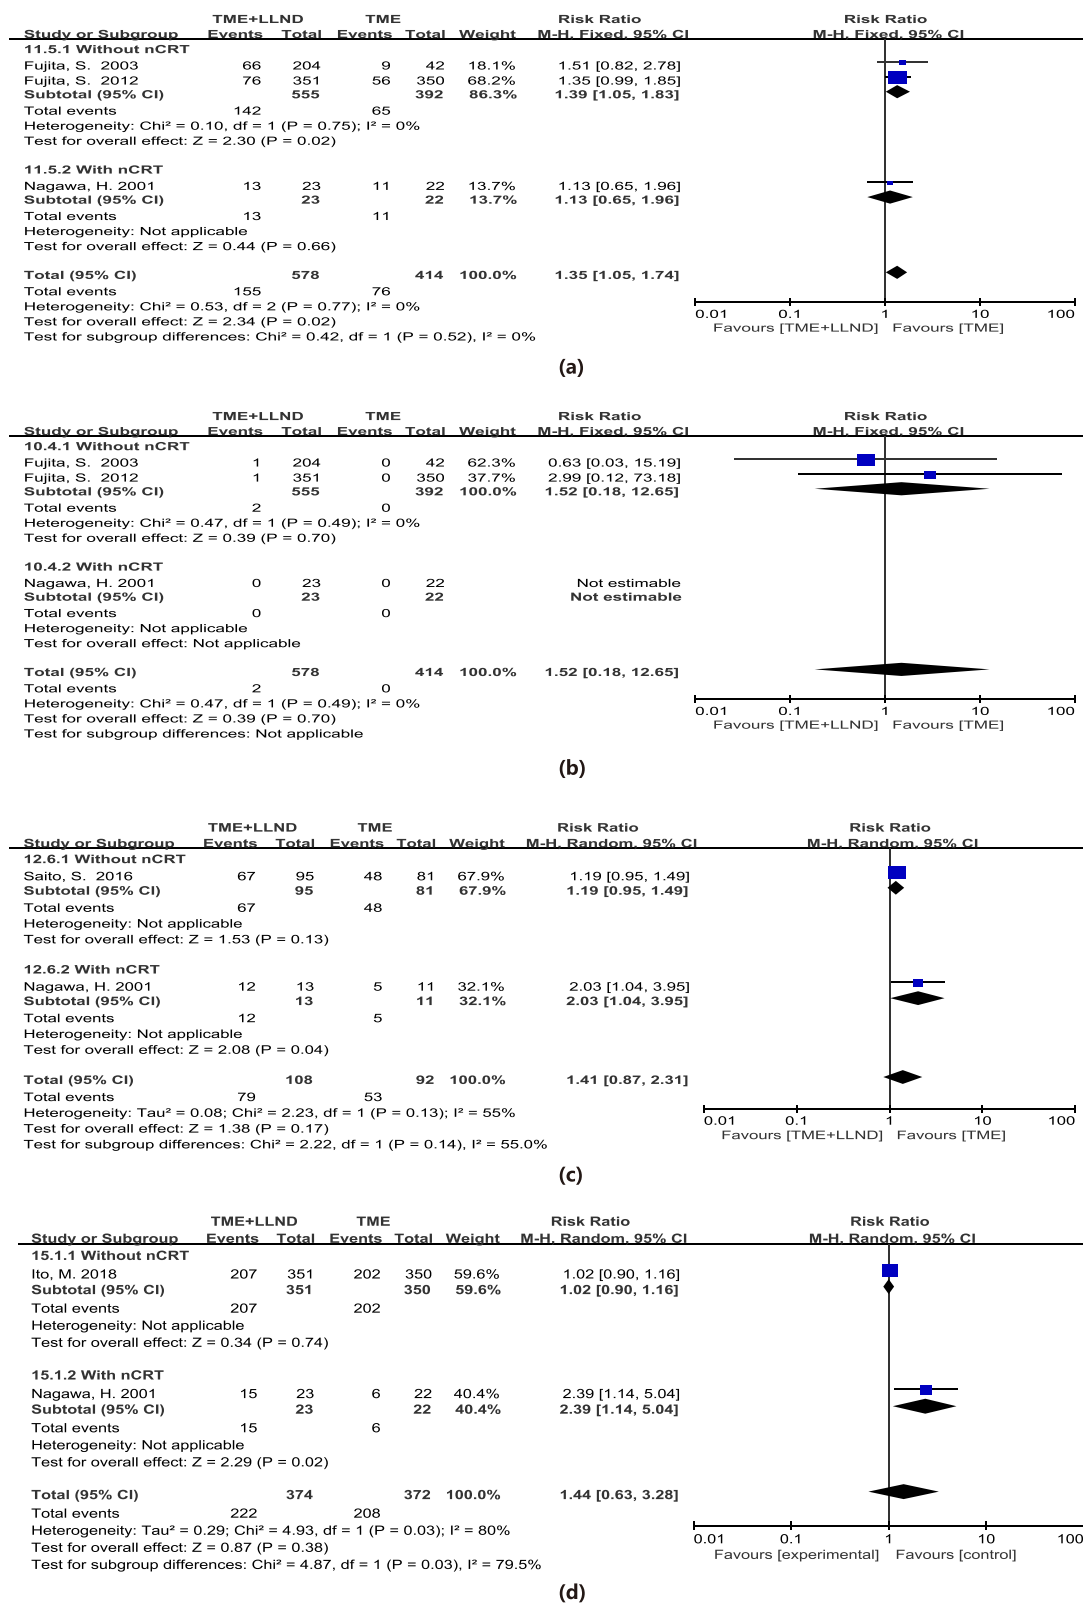 TME+LLND TME Risk Ratio Risk Ratio
Study or Subgroup Events Total Events Total Weight M-H. Fixed. 95% CI M-H. Fixed. 95% CI
11.5.1 Without nCRT
Fujita, S. 2003 66 204 9 42 18.1% 1.51 [0.82, 2.78]
Fujita, S. 2012 76 351 56 350 68.2% 1.35 [0.99, 1.85]
Subtotal (95% CI) 555 392 86.3% 1.39 [1.05, 1.83]
Total events 142 65
Heterogeneity: Chi² = 0.10, df = 1 (P = 0.75); I² = 0%
Test for overall effect: Z = 2.30 (P = 0.02)
11.5.2 With nCRT
Nagawa, H. 2001 13 23 11 22 13.7% 1.13 [0.65, 1.96]
Subtotal (95% CI) 23 22 13.7% 1.13 [0.65, 1.96]
Total events 13 11
Heterogeneity: Not applicable
Test for overall effect: Z = 0.44 (P = 0.66)
Total (95% CI) 578 414 100.0% 1.35 [1.05, 1.74]
Total events 155 76
Heterogeneity: Chi² = 0.53, df = 2 (P = 0.77); I² = 0%
Test for overall effect: Z = 2.34 (P = 0.02)
Test for subgroup differences: Chi² = 0.42, df = 1 (P = 0.52), I² = 0%
0.01 0.1 1 10 100
Favours [TME+LLND] Favours [TME]
(a)
TME+LLND TME Risk Ratio Risk Ratio
Study or Subgroup Events Total Events Total Weight M-H. Fixed. 95% CI M-H. Fixed. 95% CI
10.4.1 Without nCRT
Fujita, S. 2003 1 204 0 42 62.3% 0.63 [0.03, 15.19]
Fujita, S. 2012 1 351 0 350 37.7% 2.99 [0.12, 73.18]
Subtotal (95% CI) 555 392 100.0% 1.52 [0.18, 12.65]
Total events 2 0
Heterogeneity: Chi² = 0.47, df = 1 (P = 0.49); I² = 0%
Test for overall effect: Z = 0.39 (P = 0.70)
10.4.2 With nCRT
Nagawa, H. 2001 0 23 0 22 Not estimable
Subtotal (95% CI) 23 22 Not estimable
Total events 0 0
Heterogeneity: Not applicable
Test for overall effect: Not applicable
Total (95% CI) 578 414 100.0% 1.52 [0.18, 12.65]
Total events 2 0
Heterogeneity: Chi² = 0.47, df = 1 (P = 0.49); I² = 0%
Test for overall effect: Z = 0.39 (P = 0.70)
Test for subgroup differences: Not applicable
0.01 0.1 1 10 100
Favours [TME+LLND] Favours [TME]
(b)
TME+LLND TME Risk Ratio Risk Ratio
Study or Subgroup Events Total Events Total Weight M-H. Random. 95% CI M-H. Random. 95% CI
12.6.1 Without nCRT
Saito, S. 2016 67 95 48 81 67.9% 1.19 [0.95, 1.49]
Subtotal (95% CI) 95 81 67.9% 1.19 [0.95, 1.49]
Total events 67 48
Heterogeneity: Not applicable
Test for overall effect: Z = 1.53 (P = 0.13)
12.6.2 With nCRT
Nagawa, H. 2001 12 13 5 11 32.1% 2.03 [1.04, 3.95]
Subtotal (95% CI) 13 11 32.1% 2.03 [1.04, 3.95]
Total events 12 5
Heterogeneity: Not applicable
Test for overall effect: Z = 2.08 (P = 0.04)
Total (95% CI) 108 92 100.0% 1.41 [0.87, 2.31]
Total events 79 53
Heterogeneity: Tau² = 0.08; Chi² = 2.23, df = 1 (P = 0.13); I² = 55%
Test for overall effect: Z = 1.38 (P = 0.17)
Test for subgroup differences: Chi² = 2.22, df = 1 (P = 0.14), I² = 55.0%
0.01 0.1 1 10 100
Favours [TME+LLND] Favours [TME]
(c)
TME+LLND TME Risk Ratio Risk Ratio
Study or Subgroup Events Total Events Total Weight M-H. Random. 95% CI M-H. Random. 95% CI
15.1.1 Without nCRT
Ito, M. 2018 207 351 202 350 59.6% 1.02 [0.90, 1.16]
Subtotal (95% CI) 351 350 59.6% 1.02 [0.90, 1.16]
Total events 207 202
Heterogeneity: Not applicable
Test for overall effect: Z = 0.34 (P = 0.74)
15.1.2 With nCRT
Nagawa, H. 2001 15 23 6 22 40.4% 2.39 [1.14, 5.04]
Subtotal (95% CI) 23 22 40.4% 2.39 [1.14, 5.04]
Total events 15 6
Heterogeneity: Not applicable
Test for overall effect: Z = 2.29 (P = 0.02)
Total (95% CI) 374 372 100.0% 1.44 [0.63, 3.28]
Total events 222 208
Heterogeneity: Tau² = 0.29; Chi² = 4.93, df = 1 (P = 0.03); I² = 80%
Test for overall effect: Z = 0.87 (P = 0.38)
Test for subgroup differences: Chi² = 4.87, df = 1 (P = 0.03), I² = 79.5%
0.01 0.1 1 10 100
Favours [experimental] Favours [control]
(d)